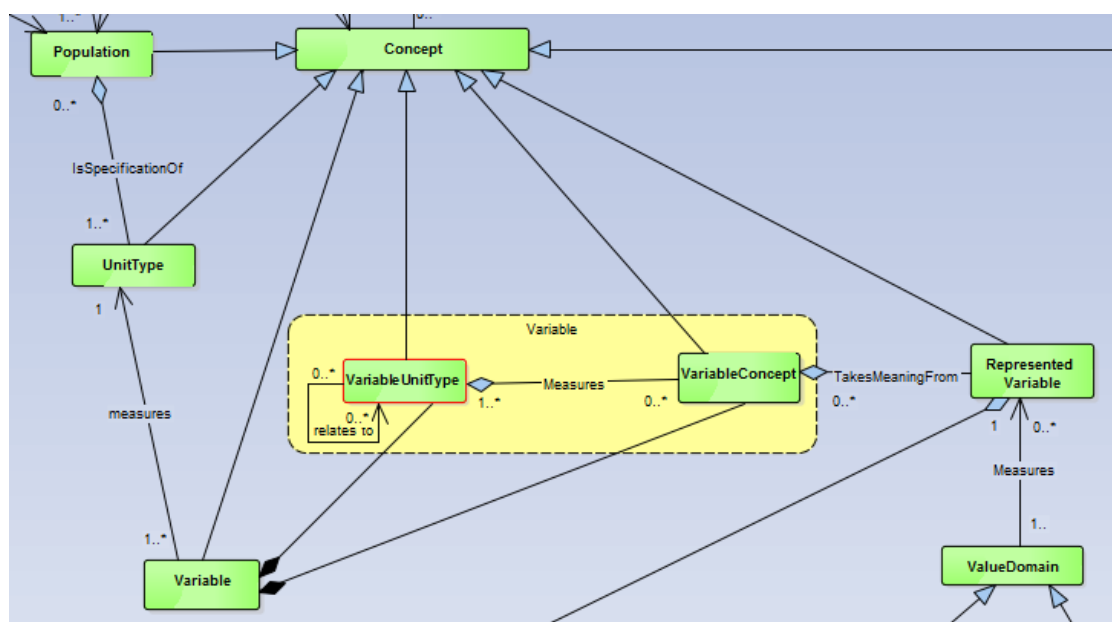 1..*
0..
Population
Concept
0..*
IsSpecificationOf
1..*
UnitType
1
Variable
0..*
VariableUnitType
Measures
VariableConcept
TakesMeaningFrom
Represented
Variable
1..*
0..*
0..*
0..*
relates to
1
0..*
measures
Measures
1..*
1..
Variable
ValueDomain